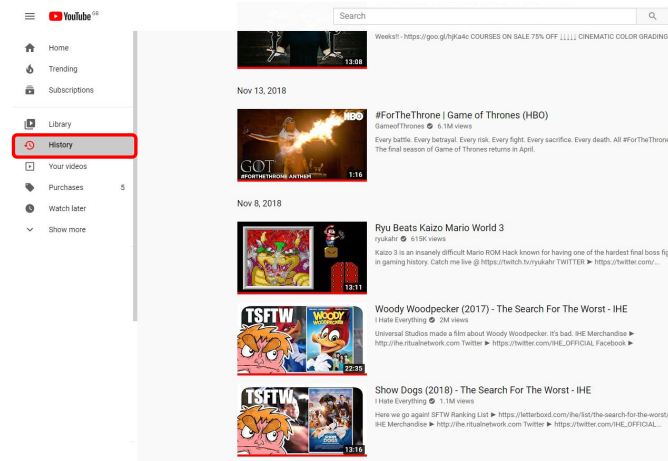 YouTube GB
Search
Home
Trending
Subscriptions
Library
History
Your videos
Purchases 5
Watch later
Show more
Weeks!! - https://goo.gl/hjKa4c COURSES ON SALE 75% OFF ↓↓↓↓↓ CINEMATIC COLOR GRADING
13:08
Nov 13, 2018
HBO
GOT
#FORTHETHRONE ANTHEM
1:16
#ForTheThrone | Game of Thrones (HBO)
GameofThrones 6.1M views
Every battle. Every betrayal. Every risk. Every fight. Every sacrifice. Every death. All #ForTheThrone
The final season of Game of Thrones returns in April.
Nov 8, 2018
13:11
Ryu Beats Kaizo Mario World 3
ryukahr 615K views
Kaizo 3 is an insanely difficult Mario ROM Hack known for having one of the hardest final boss fig
in gaming history. Catch me live @ https://twitch.tv/ryukahr TWITTER ► https://twitter.com/...
TSFTW
WOODY
WOODPECKER
22:35
Woody Woodpecker (2017) - The Search For The Worst - IHE
I Hate Everything 2M views
Universal Studios made a film about Woody Woodpecker. It's bad. IHE Merchandise ►
http://ihe.ritualnetwork.com Twitter ► https://twitter.com/IHE_OFFICIAL Facebook ►
TSFTW
SHOW
DOGS
13:16
Show Dogs (2018) - The Search For The Worst - IHE
I Hate Everything 1.1M views
Here we go again! SFTW Ranking List ► https://letterboxd.com/ihe/list/the-search-for-the-worst/
IHE Merchandise ► http://ihe.ritualnetwork.com Twitter ► https://twitter.com/IHE_OFFICIAL...